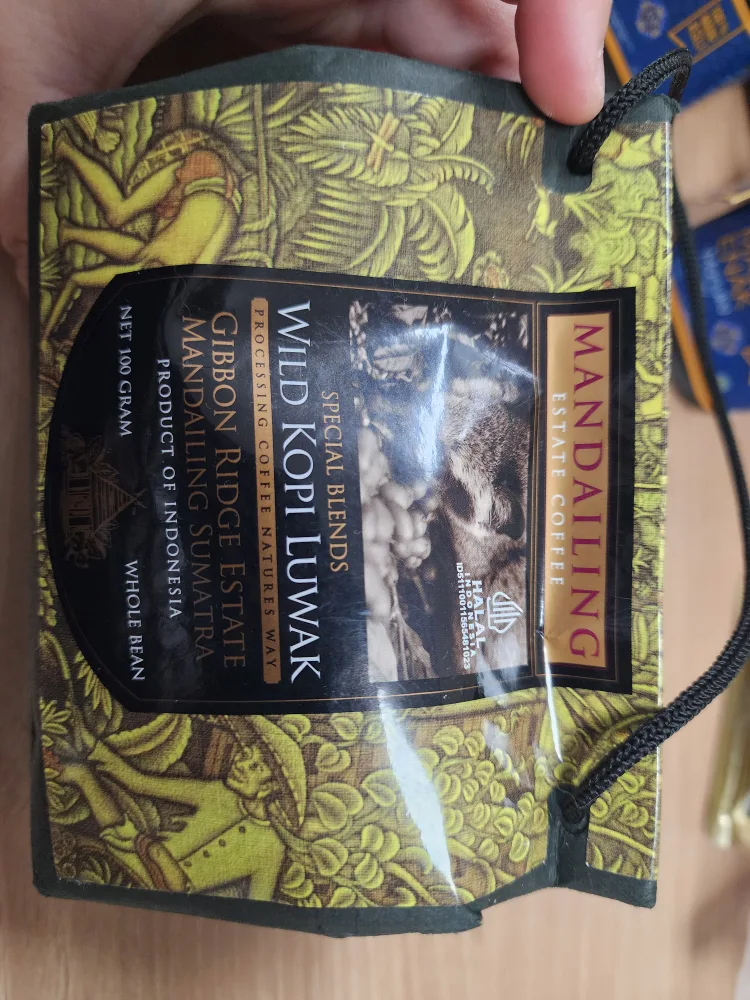 MANDAILING
ESTATE COFFEE
HALAL
INDONESIA
ID51110011565481023
SPECIAL BLENDS
WILD KOPI LUWAK
PROCESSING COFFEE NATURES WAY
GIBBON RIDGE ESTATE
MANDAILING SUMATRA
PRODUCT OF INDONESIA
NET 100 GRAM
WHOLE BEAN